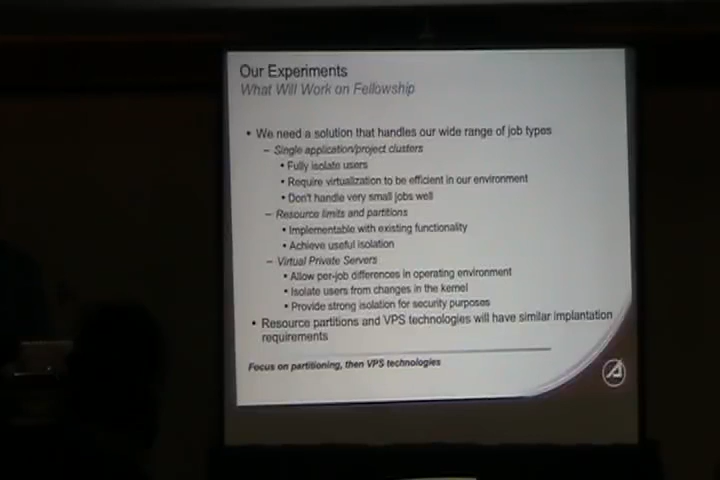 Our Experiments
What Will Work on Fellowship
• We need a solution that handles our wide range of job types
– Single application/project clusters
• Fully isolate users
• Require virtualization to be efficient in our environment
• Don't handle very small jobs well
– Resource limits and partitions
• Implementable with existing functionality
• Achieve useful isolation
– Virtual Private Servers
• Allow per-job differences in operating environment
• Isolate users from changes in the kernel
• Provide strong isolation for security purposes
• Resource partitions and VPS technologies will have similar implantation
requirements
Focus on partitioning, then VPS technologies